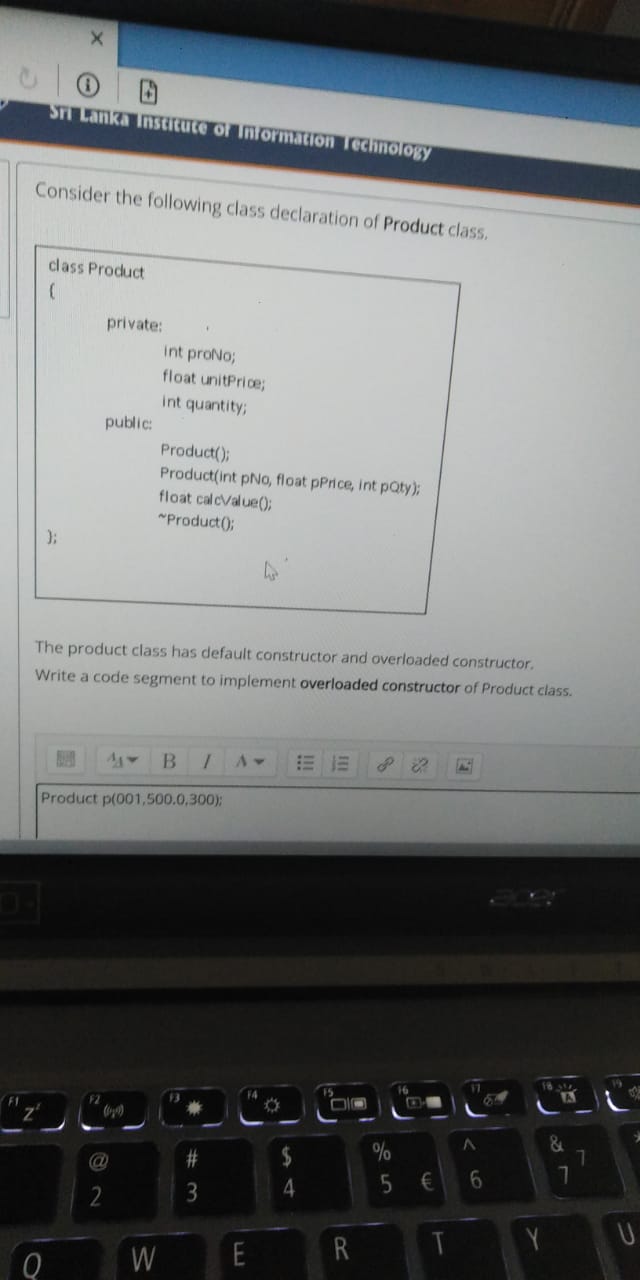 Sri Lanka Institute of Information Technology
Consider the following class declaration of Product class.
class Product
{
private:
int proNo;
float unitPrice;
int quantity;
public:
Product();
Product(int pNo, float pPrice, int pQty);
float calcValue();
~Product();
};
The product class has default constructor and overloaded constructor.
Write a code segment to implement overloaded constructor of Product class.
B I A
Product p(001,500.0,300);
acer
F1 F2 F3 F4 F5 F6 F7 F8 F9
Z
@ # $ % ^ &
2 3 4 5 € 6 7 7
Q W E R T Y U